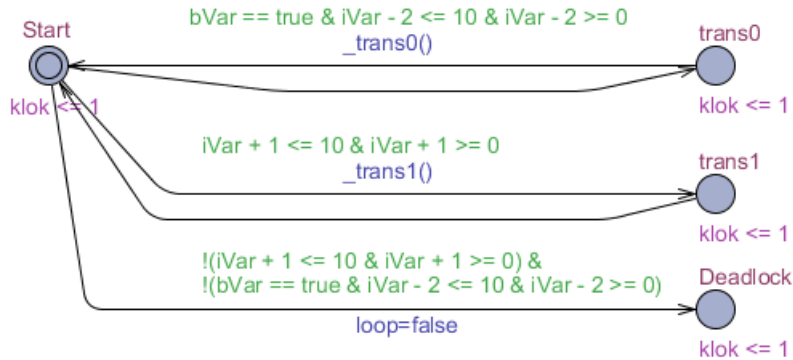 bVar == true & iVar - 2 <= 10 & iVar - 2 >= 0
Start
_trans0()
trans0
klok <= 1
klok <= 1
iVar + 1 <= 10 & iVar + 1 >= 0
trans1
_trans1()
klok <= 1
!(iVar + 1 <= 10 & iVar + 1 >= 0) &
!(bVar == true & iVar - 2 <= 10 & iVar - 2 >= 0)
Deadlock
loop=false
klok <= 1